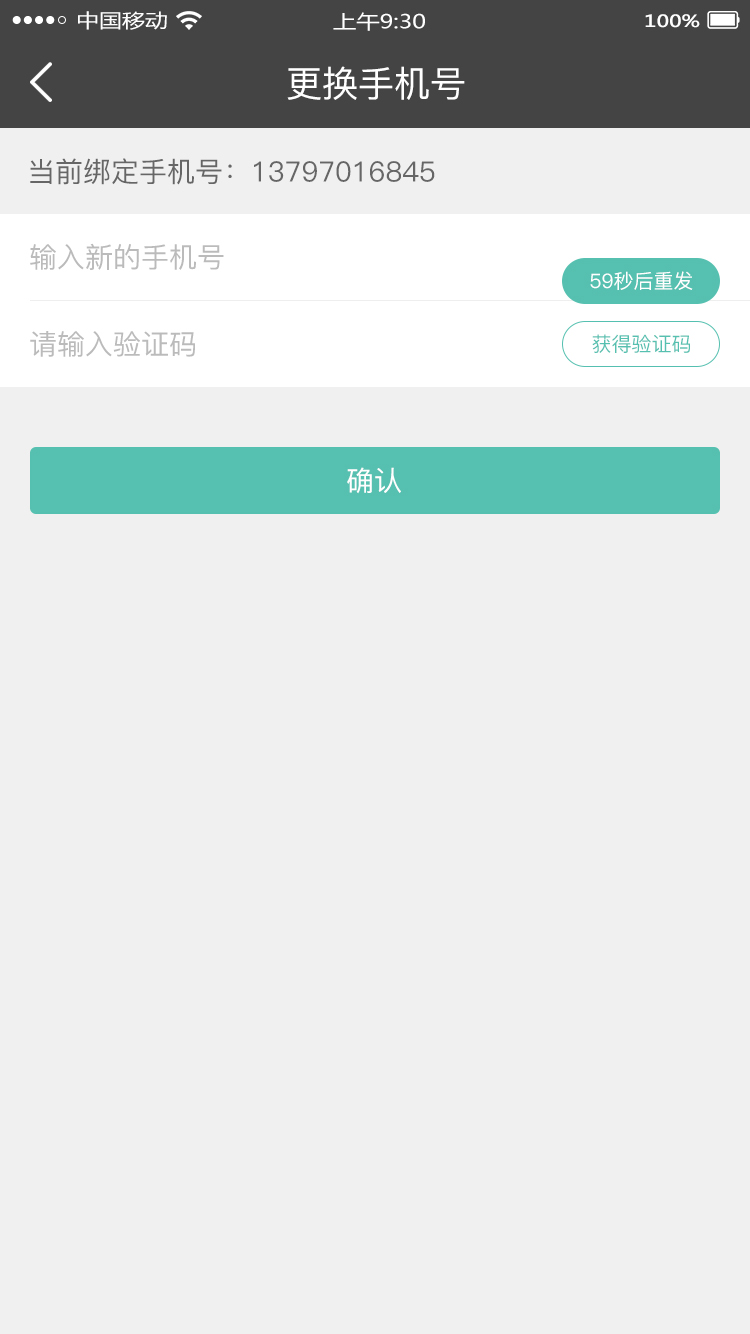 中国移动 上午9:30 100%
更换手机号
当前绑定手机号：13797016845
输入新的手机号
59秒后重发
请输入验证码 获得验证码
确认